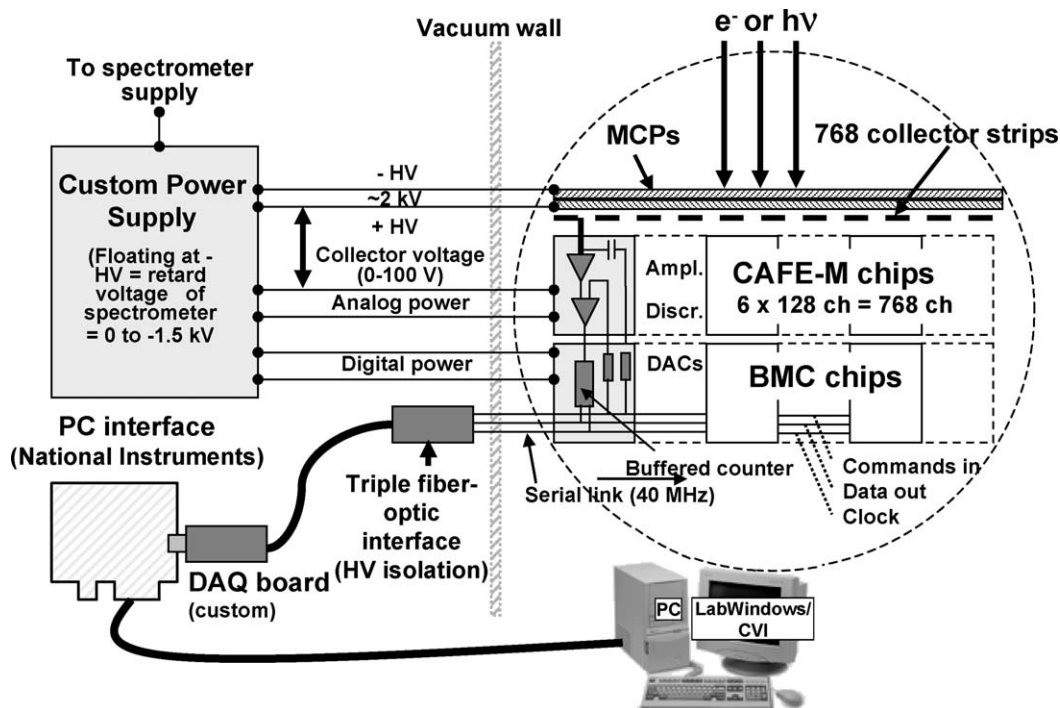 Vacuum wall
e- or hν
To spectrometer
supply
MCPs
768 collector strips
Custom Power
Supply
(Floating at -
HV = retard
voltage of
spectrometer
= 0 to -1.5 kV
- HV
~2 kV
+ HV
Collector voltage
(0-100 V)
Analog power
Digital power
Ampl.
Discr.
CAFE-M chips
6 x 128 ch = 768 ch
DACs
BMC chips
PC interface
(National Instruments)
Triple fiber-
optic
interface
(HV isolation)
Buffered counter
Serial link (40 MHz)
Commands in
Data out
Clock
DAQ board
(custom)
PC
LabWindows/
CVI